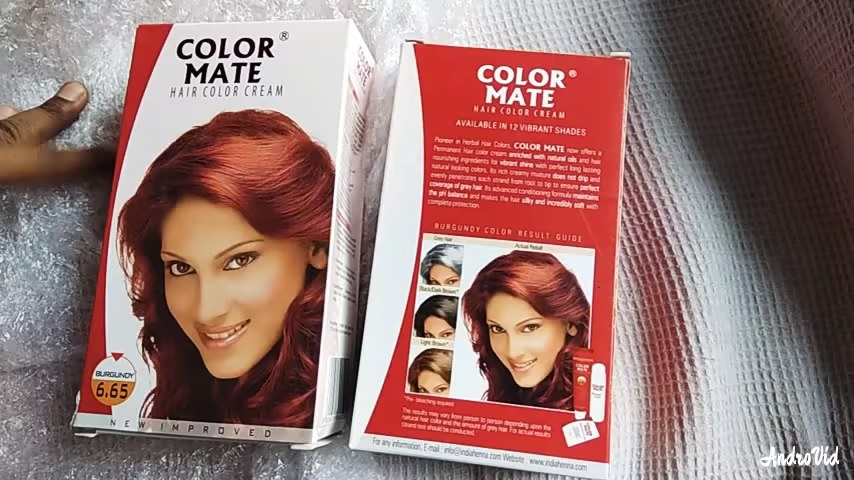 COLOR ®
MATE
HAIR COLOR CREAM
BURGUNDY
6.65
NEW IMPROVED
COLOR ®
MATE
HAIR COLOR CREAM
AVAILABLE IN 12 VIBRANT SHADES
Pioneer in Herbal Hair Colors, COLOR MATE now offers a
Permanent Hair color cream enriched with natural oils and hair
nourishing ingredients for vibrant shine with perfect long lasting
natural looking colors. Its rich creamy mixture does not drip and
evenly penetrates each strand from root to tip to ensure perfect
coverage of grey hair. Its advanced conditioning formula maintains
the pH balance and makes the hair silky and incredibly soft with
complete protection.
BURGUNDY COLOR RESULT GUIDE
Grey Hair
Actual Result
Black/Dark Brown*
Light Brown*
COLOR
MATE
*Pre- bleaching required
The results may vary from person to person depending upon the
natural hair color and the amount of grey hair. For actual results
strand test should be conducted.
For any information, E-mail : info@indiahenna.com Website : www.indiahenna.com
AndroVid